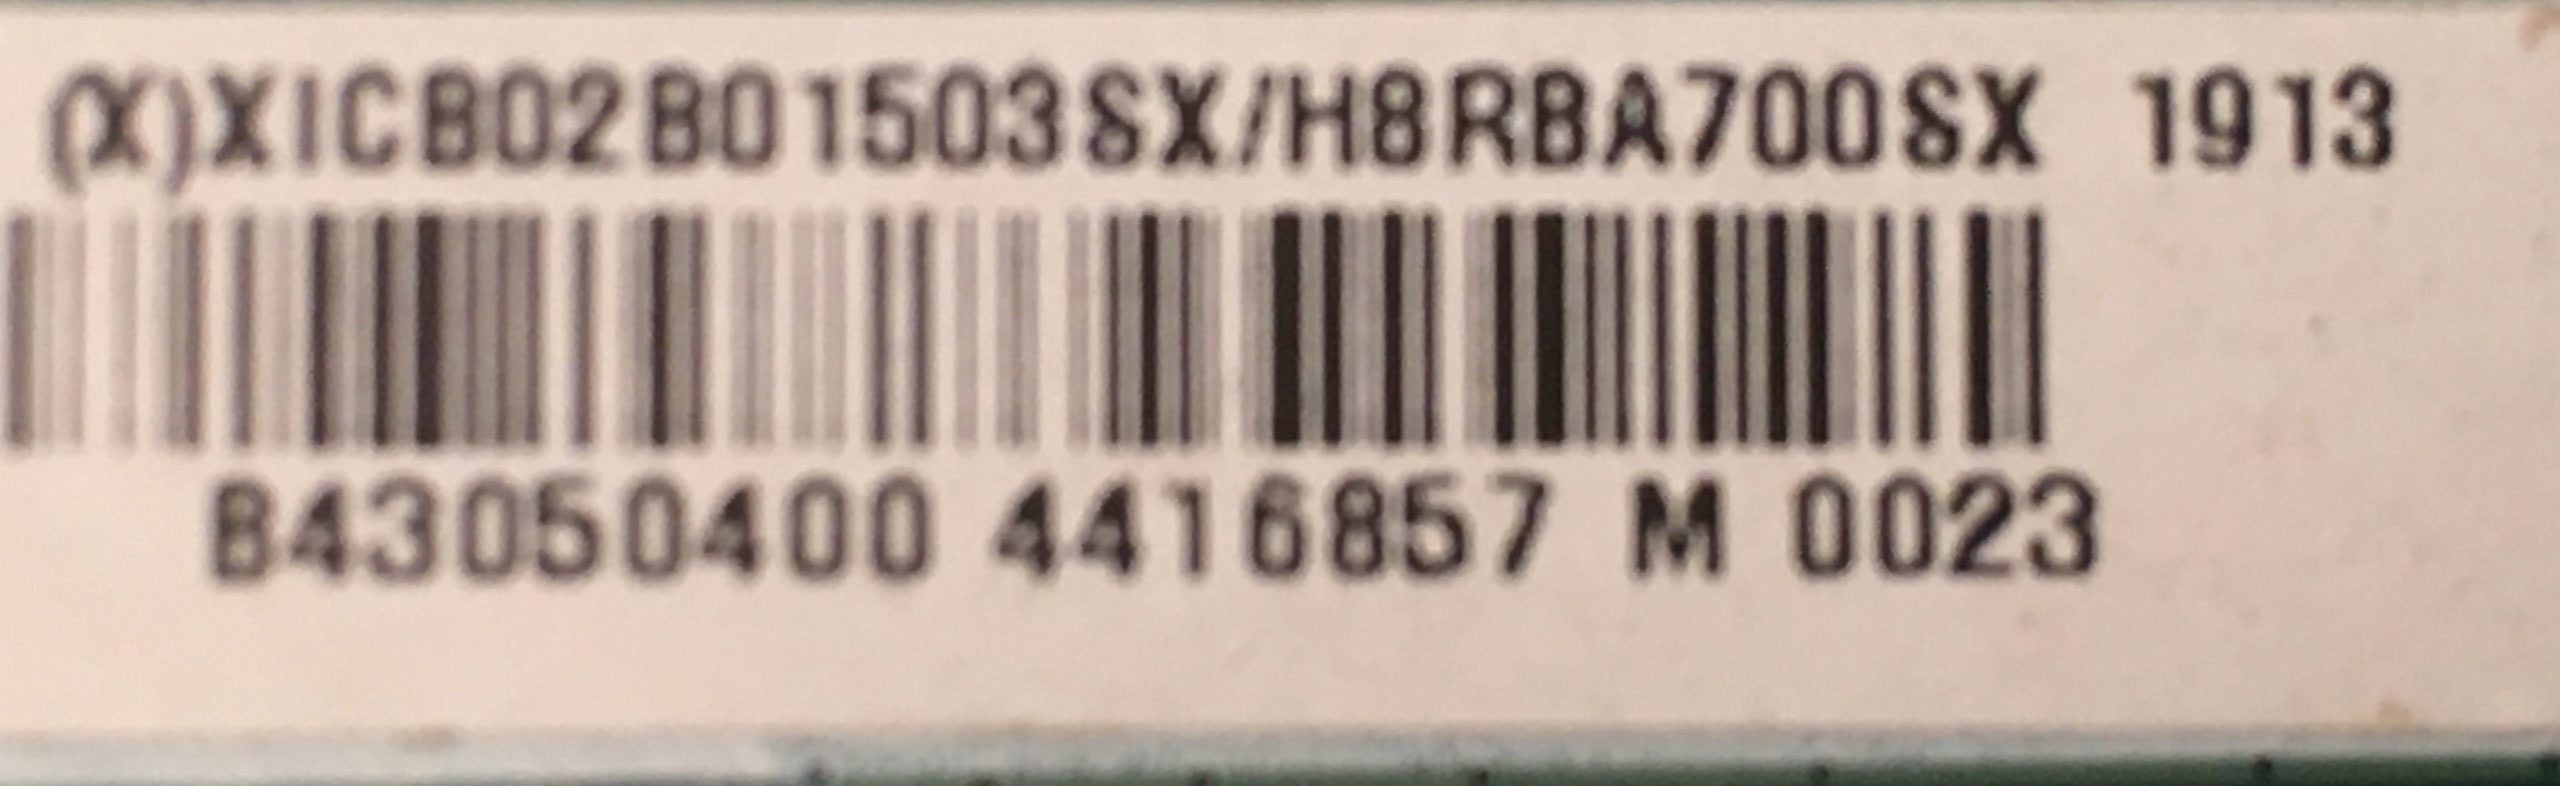 (X)XICB02B01503SX/H8RBA700SX 1913
B43050400 4416857 M 0023